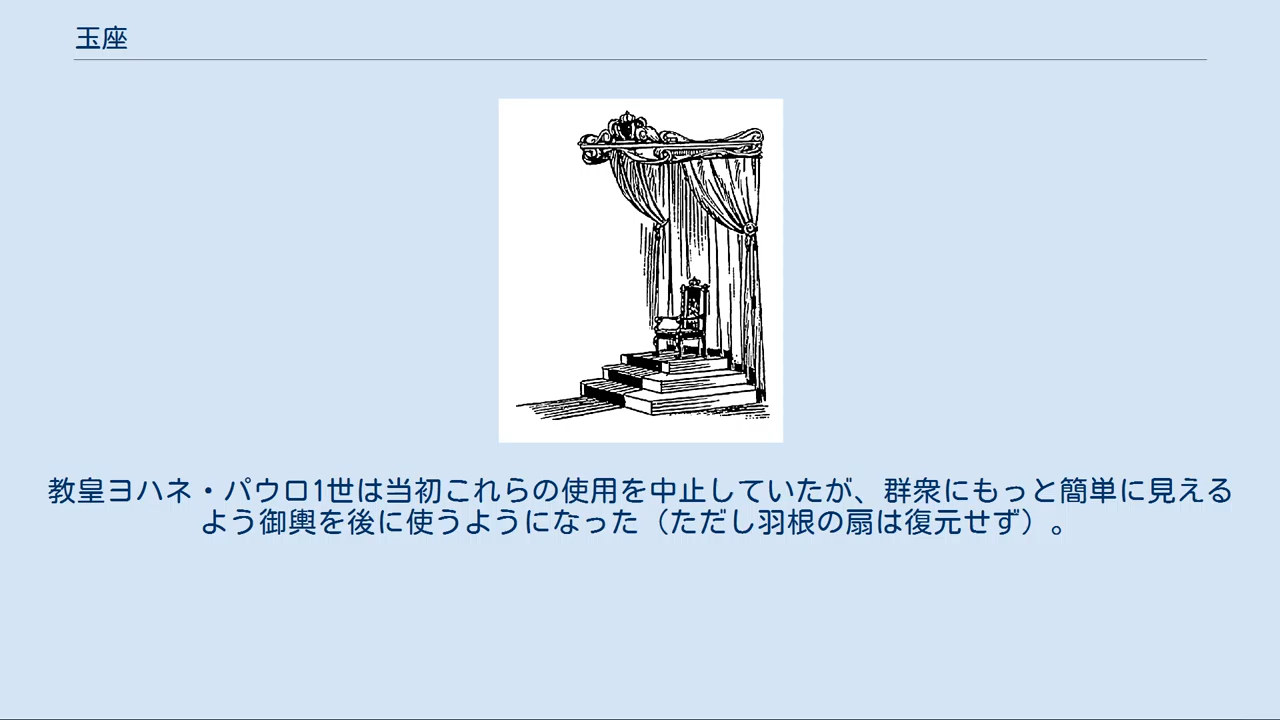 玉座
教皇ヨハネ・パウロ1世は当初これらの使用を中止していたが、群衆にもっと簡単に見える
よう御輿を後に使うようになった（ただし羽根の扇は復元せず）。